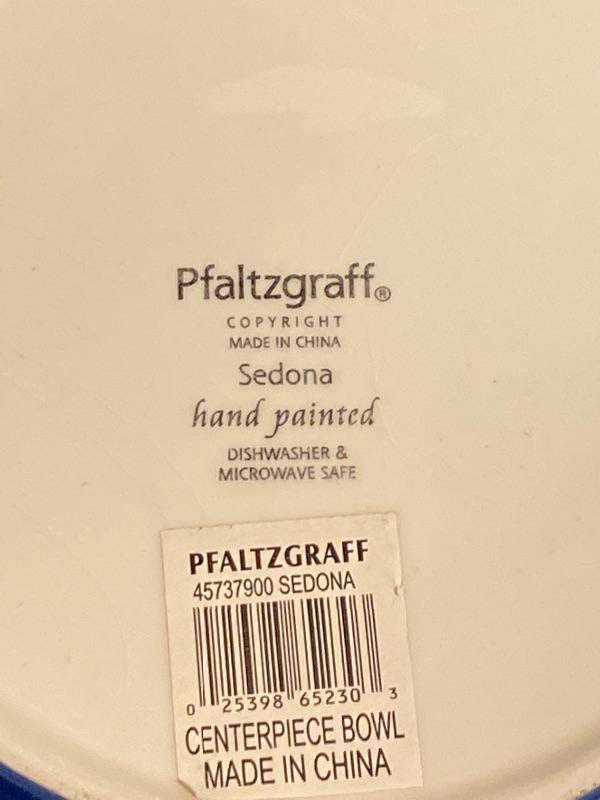 Pfaltzgraff®
COPYRIGHT
MADE IN CHINA
Sedona
hand painted
DISHWASHER &
MICROWAVE SAFE
PFALTZGRAFF
45737900 SEDONA
0 25398 65230 3
CENTERPIECE BOWL
MADE IN CHINA